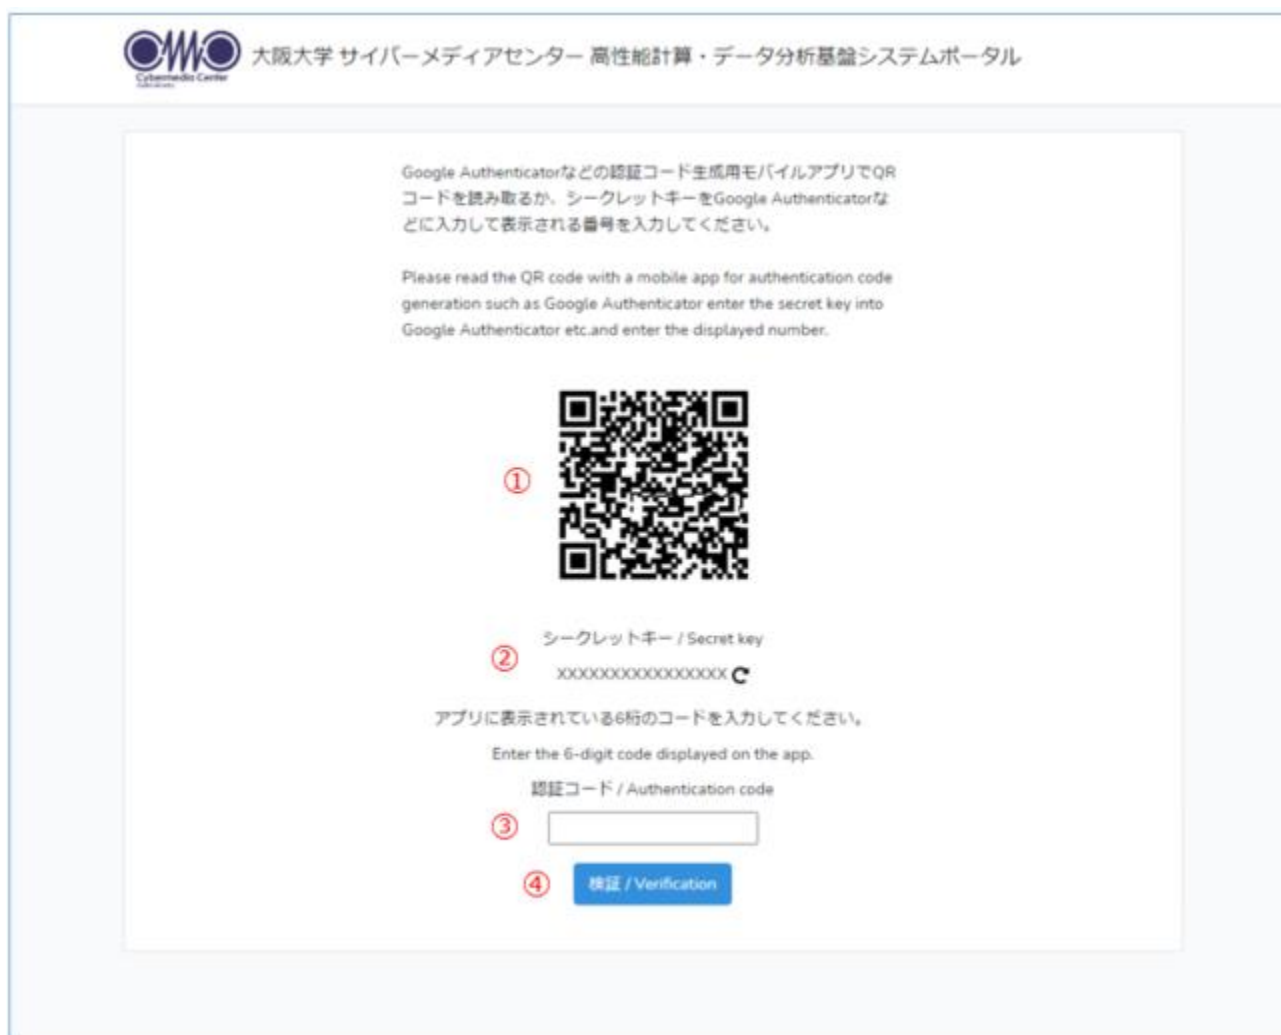 Cybermedia Center
大阪大学 サイバーメディアセンター 高性能計算・データ分析基盤システムポータル
Google Authenticatorなどの認証コード生成用モバイルアプリでQR
コードを読み取るか、シークレットキーをGoogle Authenticatorな
どに入力して表示される番号を入力してください。
Please read the QR code with a mobile app for authentication code
generation such as Google Authenticator enter the secret key into
Google Authenticator etc.and enter the displayed number.
①
シークレットキー / Secret key
②
XXXXXXXXXXXXXXXX
アプリに表示されている6桁のコードを入力してください。
Enter the 6-digit code displayed on the app.
認証コード / Authentication code
③
④ 検証 / Verification